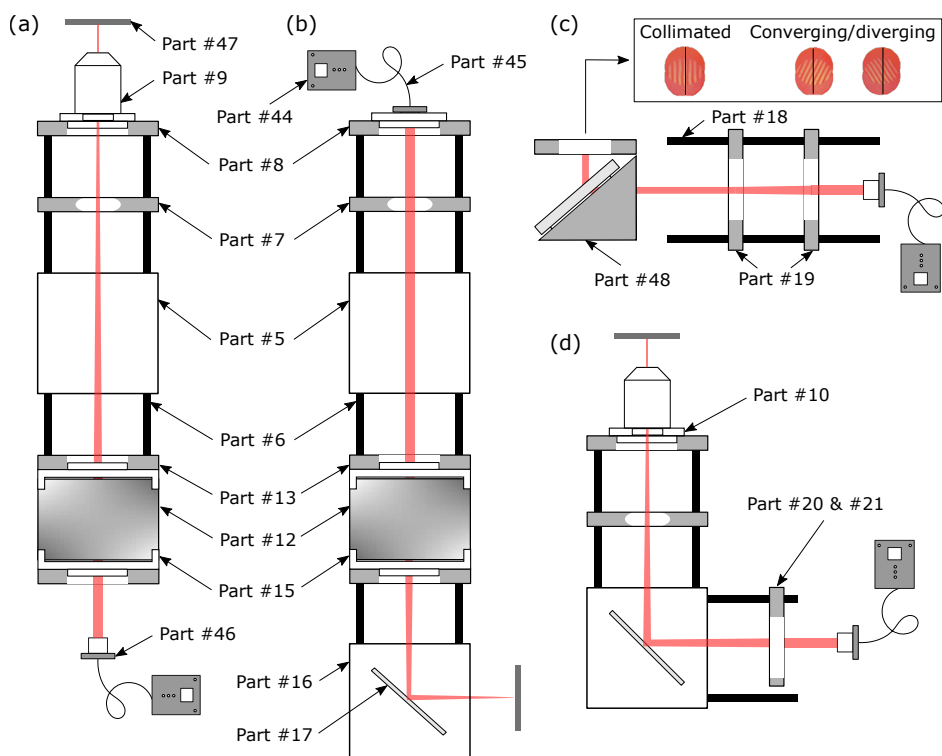 (a)
Part #47
Part #9
(b)
Part #45
Part #44
Part #8
Part #7
Part #5
Part #6
Part #13
Part #12
Part #15
Part #46
Part #16
Part #17
(c)
Collimated
Converging/diverging
Part #18
Part #48
Part #19
(d)
Part #10
Part #20 & #21